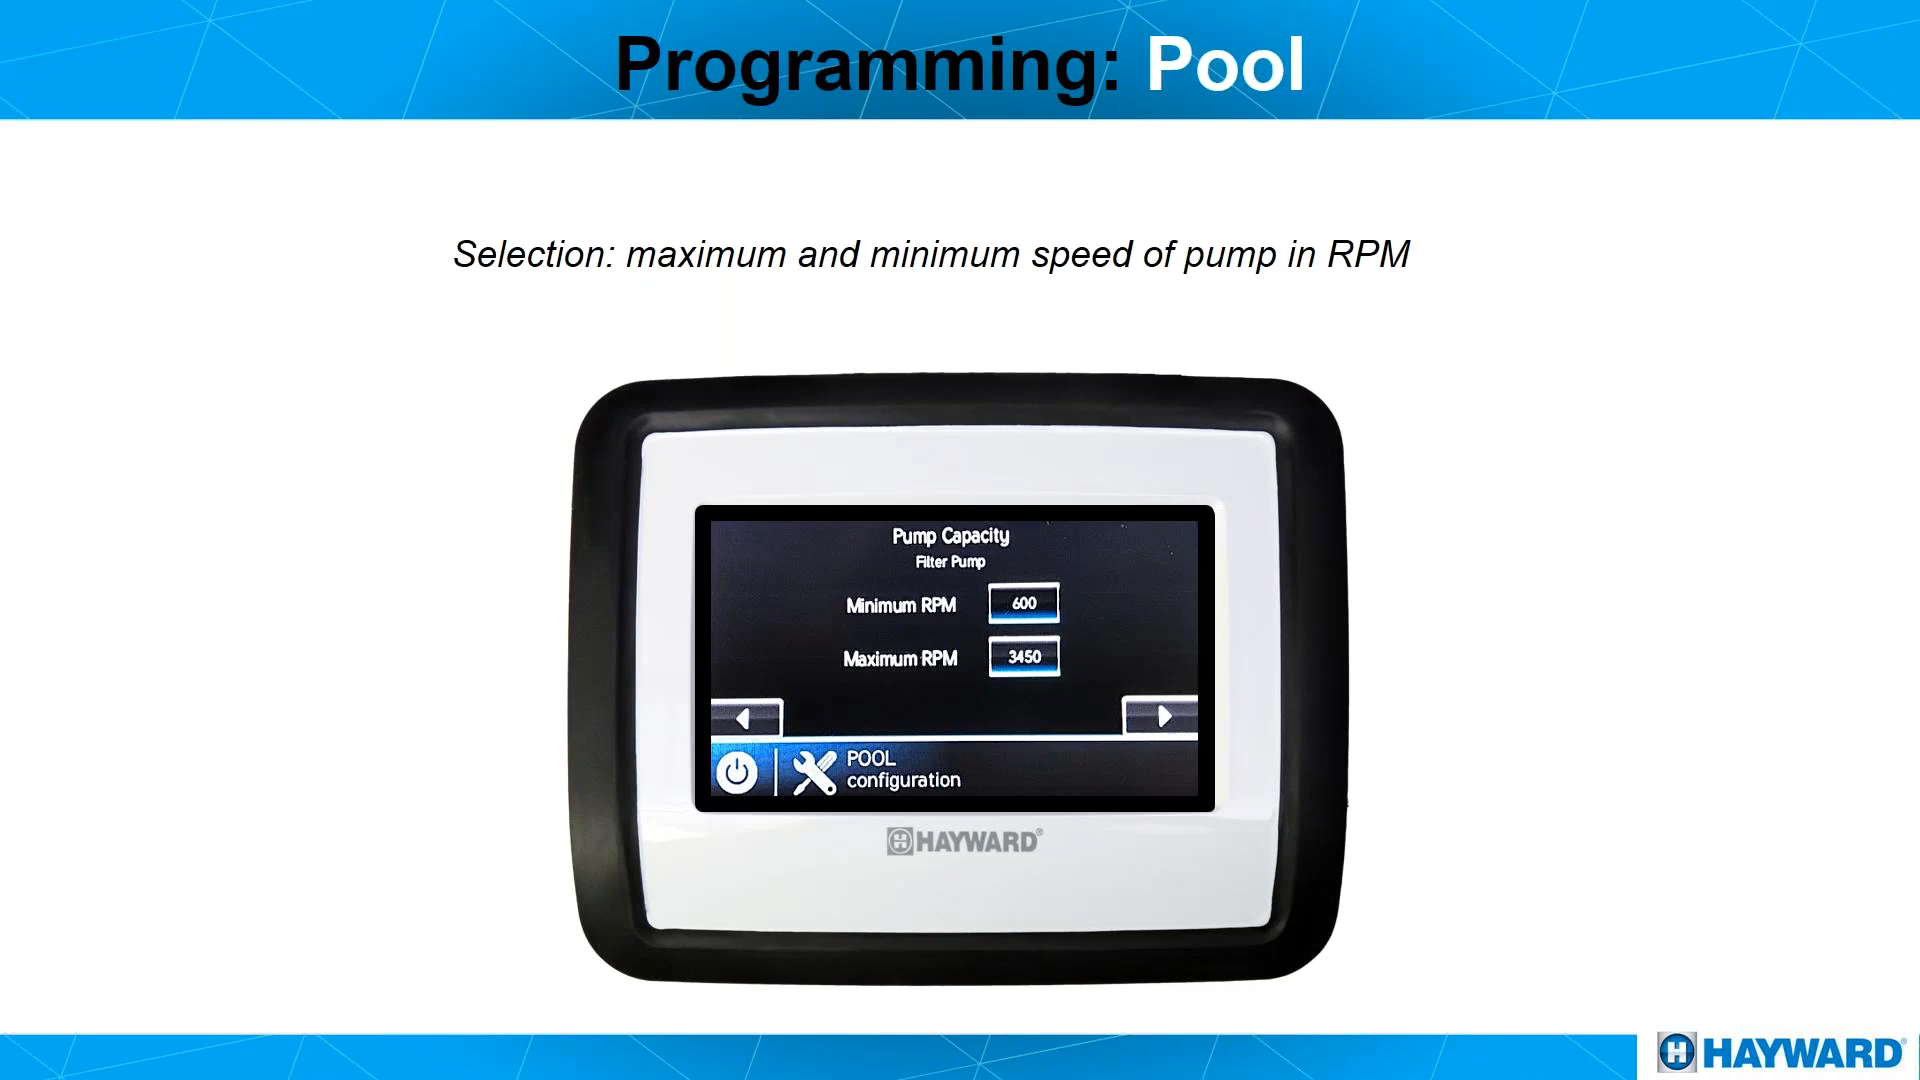 Programming: Pool
Selection: maximum and minimum speed of pump in RPM
Pump Capacity
Filter Pump
Minimum RPM 600
Maximum RPM 3450
POOL
configuration
HAYWARD®
HAYWARD®